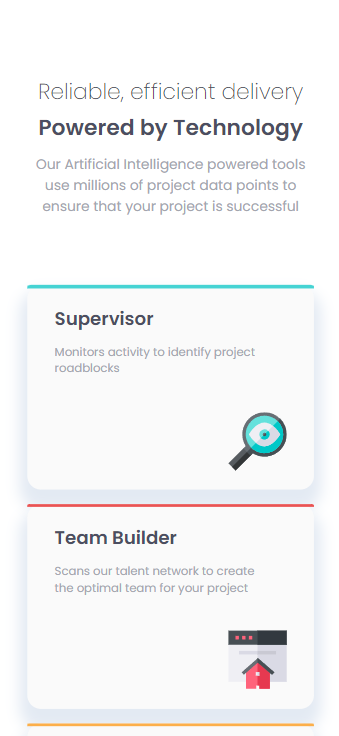 Reliable, efficient delivery
Powered by Technology
Our Artificial Intelligence powered tools
use millions of project data points to
ensure that your project is successful
Supervisor
Monitors activity to identify project
roadblocks
Team Builder
Scans our talent network to create
the optimal team for your project